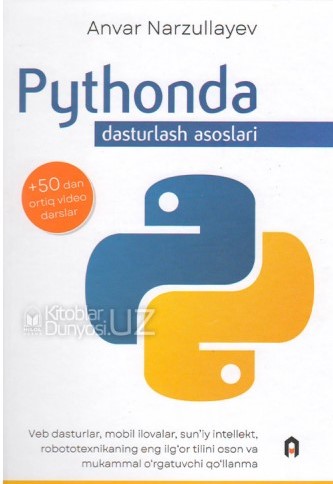 Anvar Narzullayev
Pythonda
dasturlash asoslari
+50 dan
ortiq video
darslar
Kitoblar
Dunyosi.UZ
Veb dasturlar, mobil ilovalar, sun'iy intellekt,
robototexnikaning eng ilg'or tilini oson va
mukammal o'rgatuvchi qo'llanma